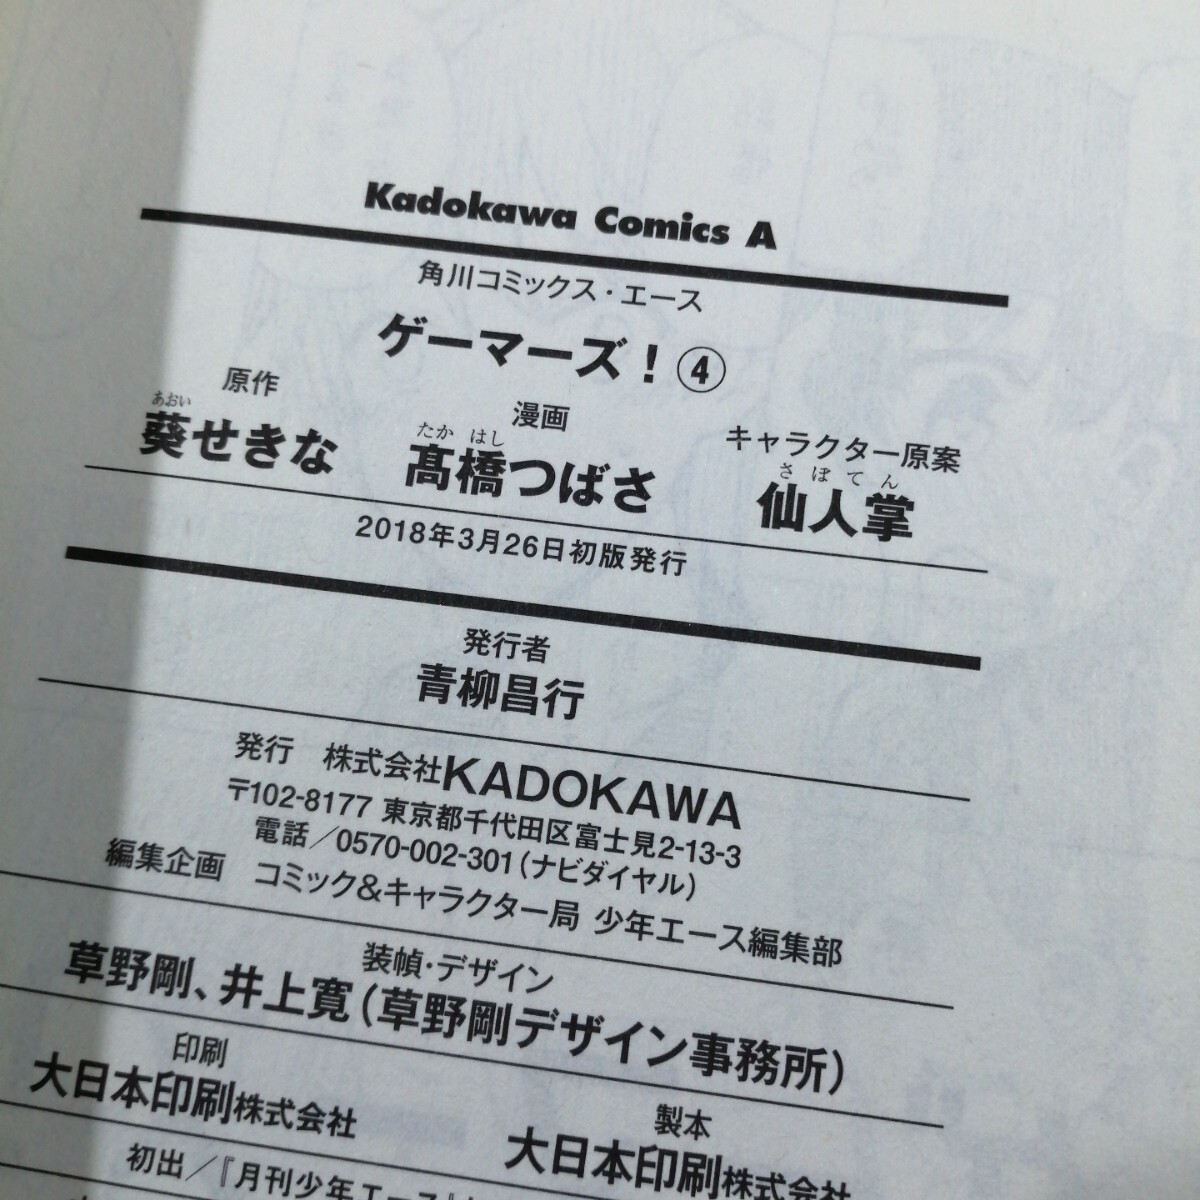 Kadokawa Comics A
角川コミックス・エース
ゲーマーズ！④
原作 漫画 キャラクター原案
あおい たか はし さぼてん
葵せきな 髙橋つばさ 仙人掌
2018年3月26日初版発行
発行者
青柳昌行
発行 株式会社KADOKAWA
〒102-8177 東京都千代田区富士見2-13-3
電話／0570-002-301（ナビダイヤル）
編集企画 コミック&キャラクター局 少年エース編集部
装幀・デザイン
草野剛、井上寛（草野剛デザイン事務所）
印刷 製本
大日本印刷株式会社 大日本印刷株式会社
初出／『月刊少年エース』